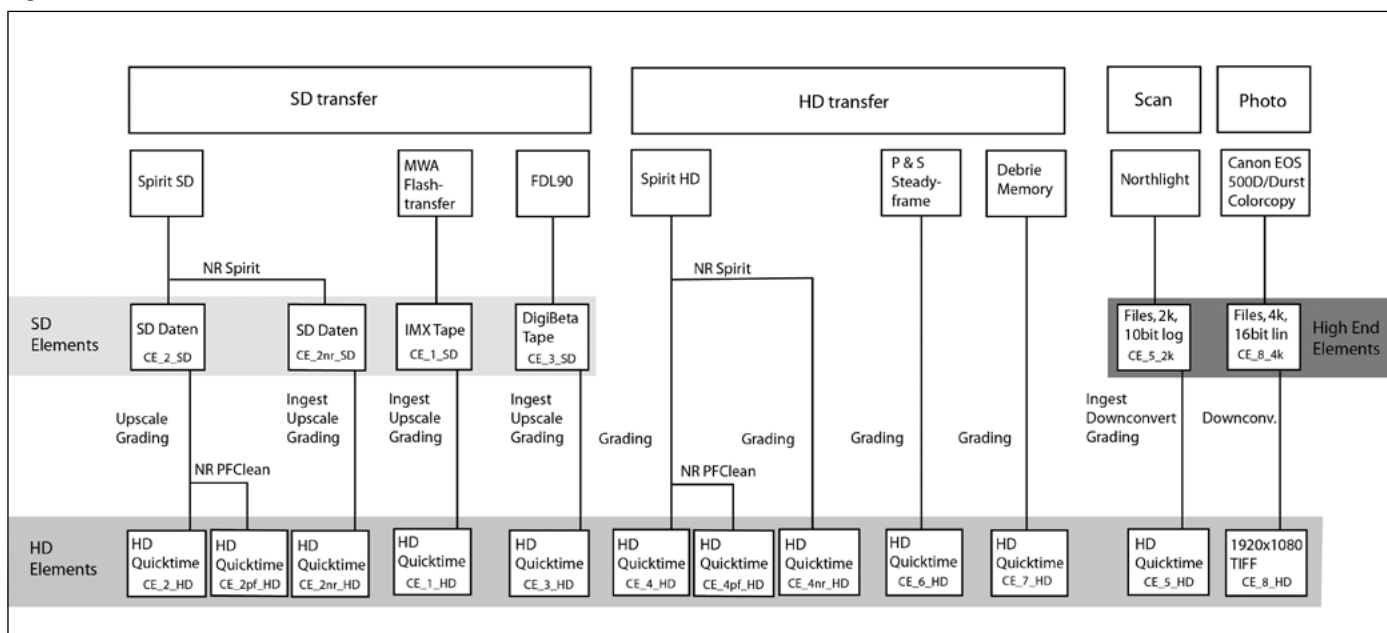 SD transfer
HD transfer
Scan
Photo
Spirit SD
MWA
Flash-
transfer
FDL90
Spirit HD
P & S
Steady-
frame
Debrie
Memory
Northlight
Canon EOS
500D/Durst
Colorcopy
NR Spirit
NR Spirit
SD
Elements
SD Daten
CE_2_SD
SD Daten
CE_2nr_SD
IMX Tape
CE_1_SD
DigiBeta
Tape
CE_3_SD
Files, 2k,
10bit log
CE_5_2k
Files, 4k,
16bit lin
CE_8_4k
High End
Elements
Upscale
Grading
Ingest
Upscale
Grading
Ingest
Upscale
Grading
Ingest
Upscale
Grading
Grading
Grading
Grading
Grading
Ingest
Downconvert
Grading
Downconv.
NR PFClean
NR PFClean
HD
Elements
HD
Quicktime
CE_2_HD
HD
Quicktime
CE_2pf_HD
HD
Quicktime
CE_2nr_HD
HD
Quicktime
CE_1_HD
HD
Quicktime
CE_3_HD
HD
Quicktime
CE_4_HD
HD
Quicktime
CE_4pf_HD
HD
Quicktime
CE_4nr_HD
HD
Quicktime
CE_6_HD
HD
Quicktime
CE_7_HD
HD
Quicktime
CE_5_HD
1920x1080
TIFF
CE_8_HD